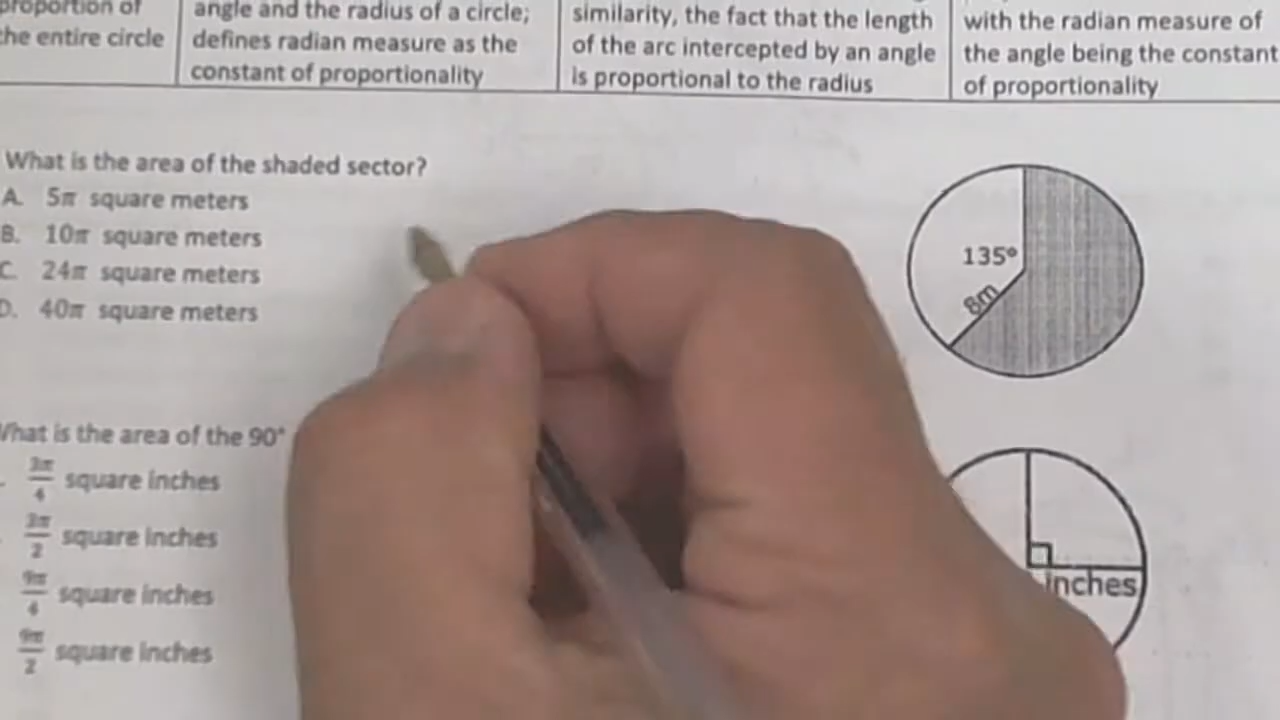 proportion of
the entire circle
angle and the radius of a circle;
defines radian measure as the
constant of proportionality
similarity, the fact that the length
of the arc intercepted by an angle
is proportional to the radius
with the radian measure of
the angle being the constant
of proportionality
What is the area of the shaded sector?
A. 5π square meters
B. 10π square meters
C. 24π square meters
D. 40π square meters
135°
8m
What is the area of the 90°
3π/4 square inches
3π/2 square inches
9π/4 square inches
9π/2 square inches
inches